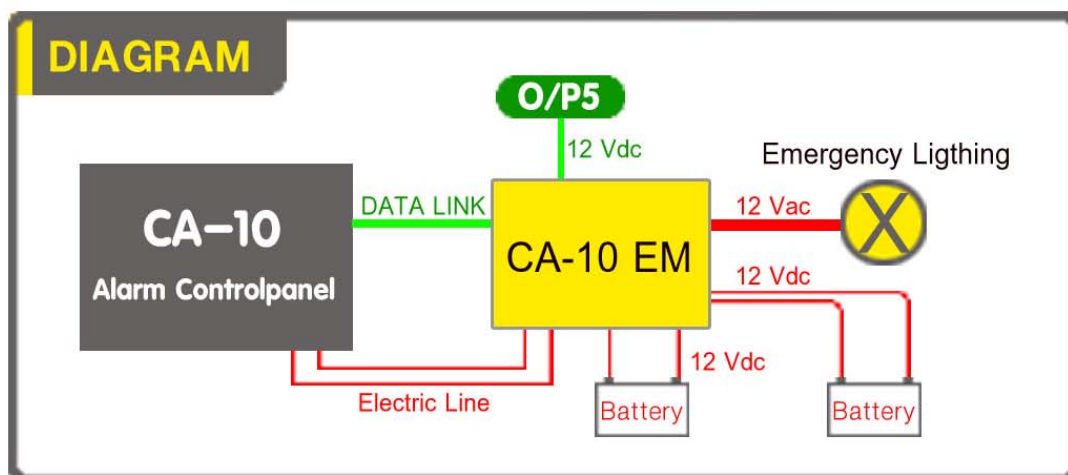 DIAGRAM
O/P5
12 Vdc
Emergency Ligthing
CA-10
Alarm Controlpanel
DATA LINK
CA-10 EM
12 Vac
X
12 Vdc
12 Vdc
Electric Line
Battery
Battery